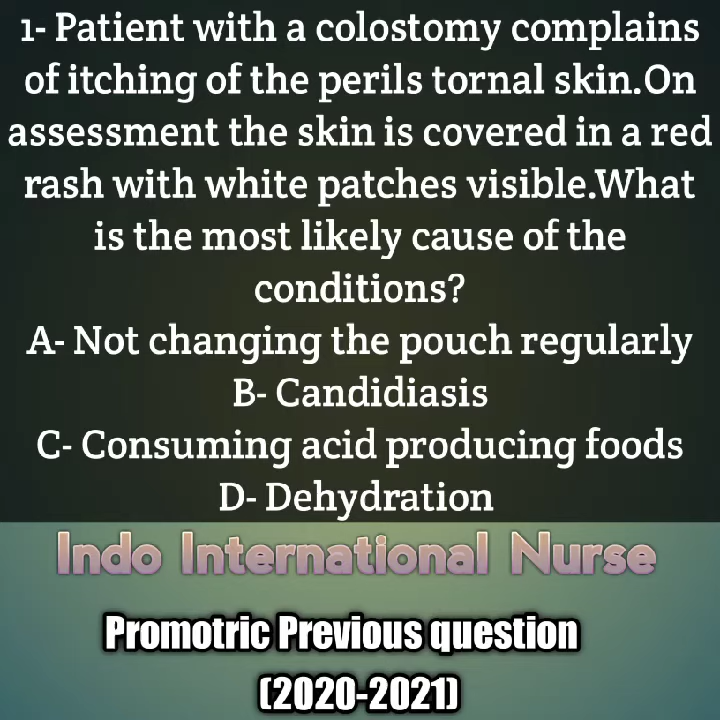 1- Patient with a colostomy complains
of itching of the perils tornal skin.On
assessment the skin is covered in a red
rash with white patches visible.What
is the most likely cause of the
conditions?
A- Not changing the pouch regularly
B- Candidiasis
C- Consuming acid producing foods
D- Dehydration
Indo International Nurse
Promotric Previous question
(2020-2021)